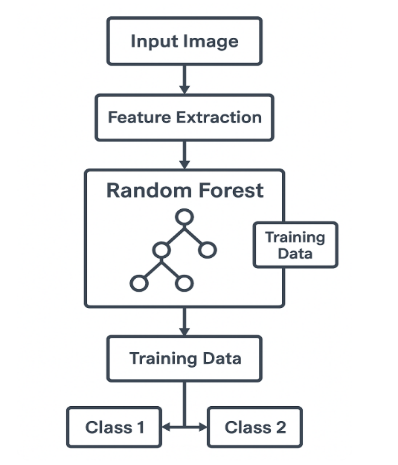 Input Image
Feature Extraction
Random Forest
Training
Data
Training Data
Class 1
Class 2